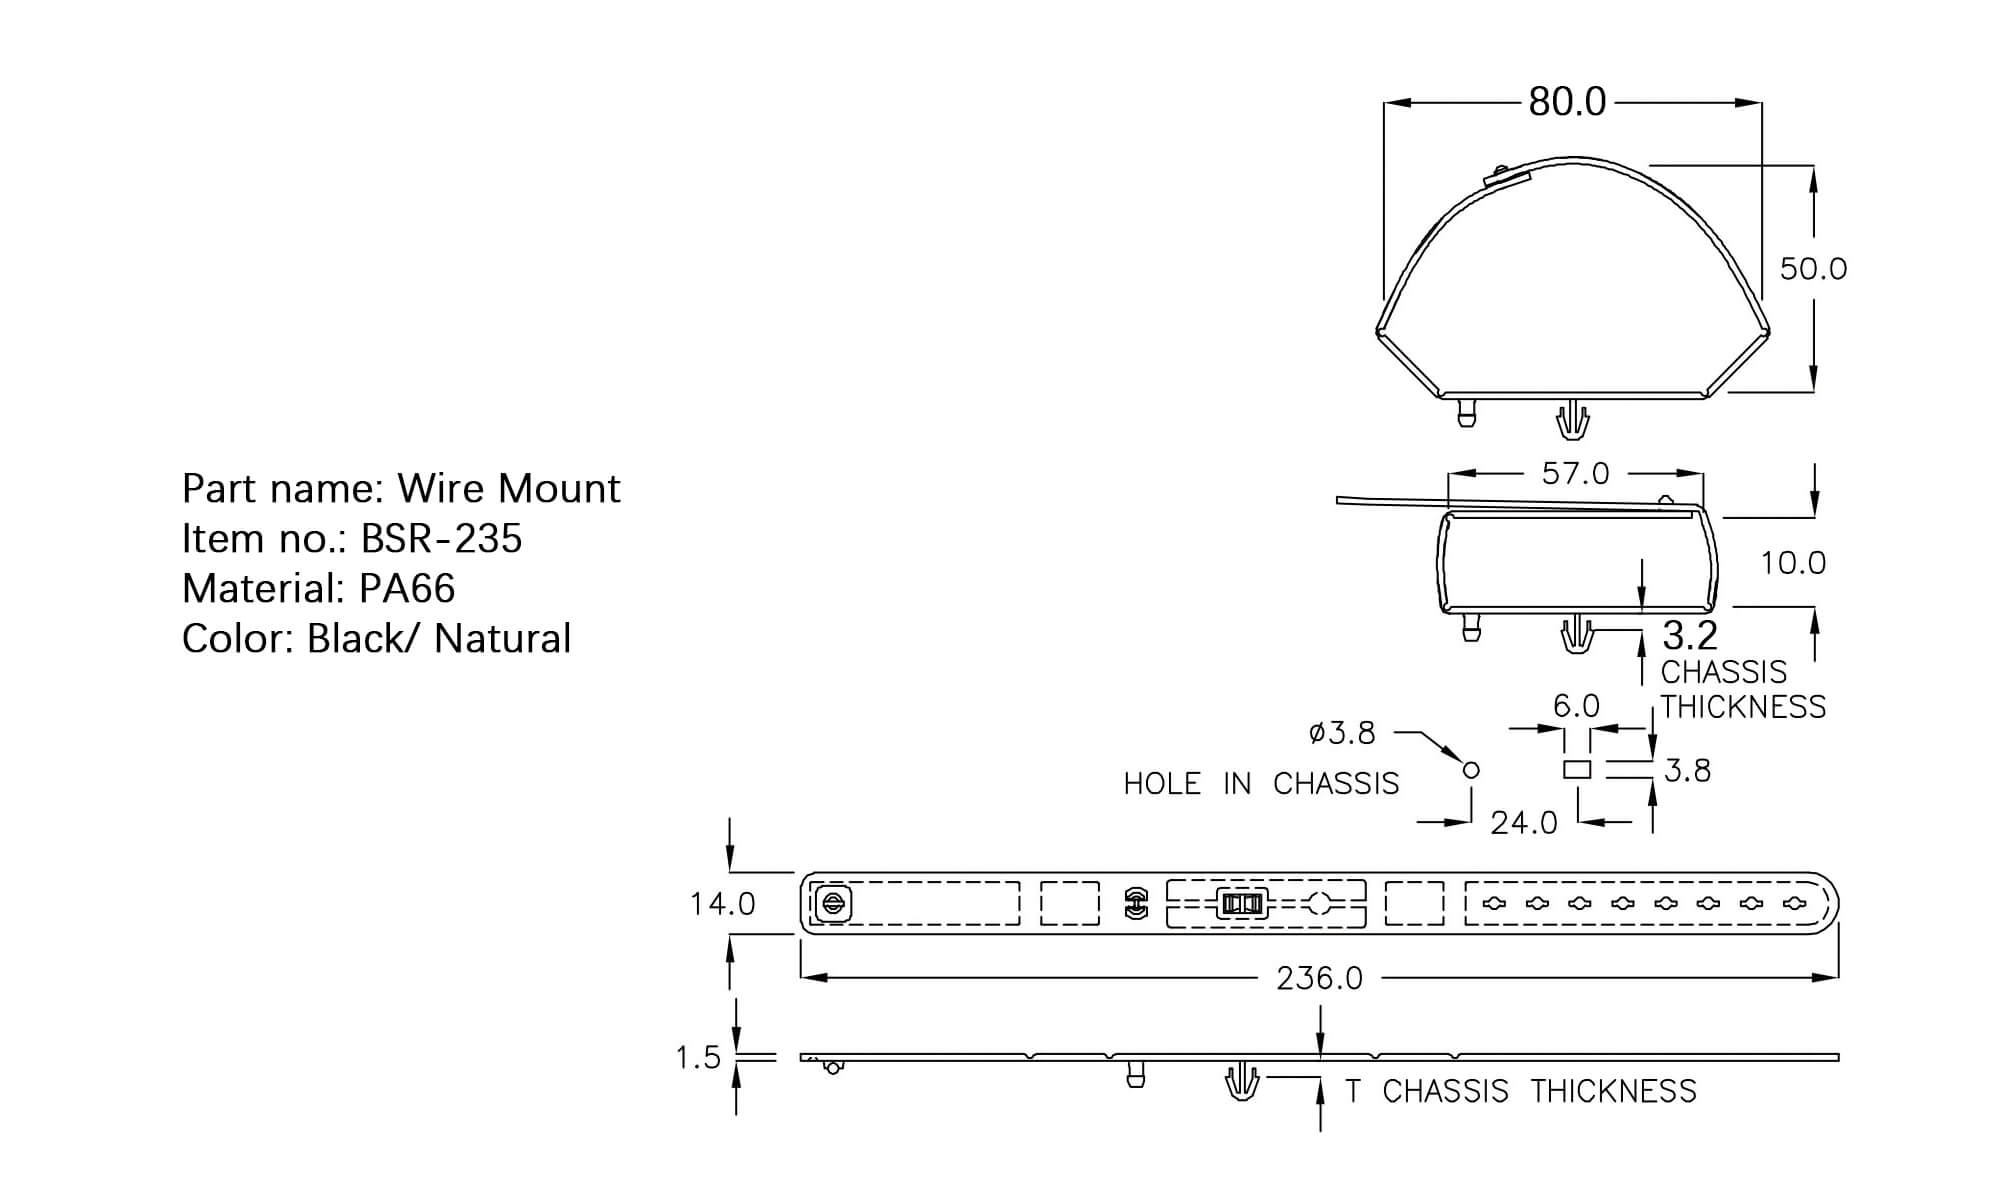 80.0
50.0
Part name: Wire Mount
Item no.: BSR-235
Material: PA66
Color: Black/ Natural
57.0
10.0
3.2
CHASSIS
THICKNESS
6.0
ø3.8
HOLE IN CHASSIS
3.8
24.0
14.0
236.0
1.5
T CHASSIS THICKNESS